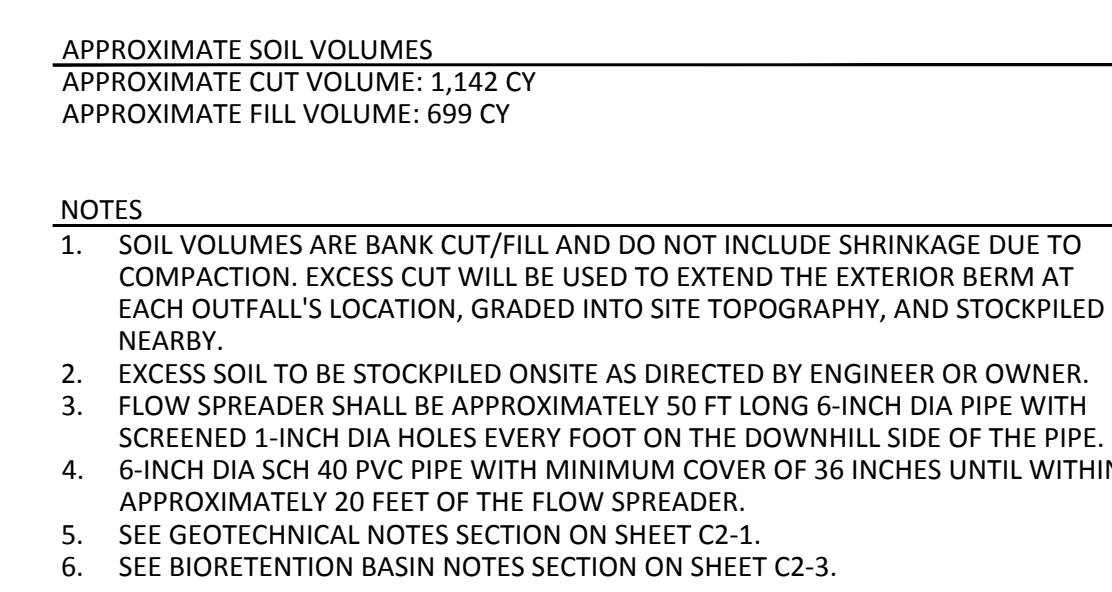 APPROXIMATE SOIL VOLUMES
APPROXIMATE CUT VOLUME: 1,142 CY
APPROXIMATE FILL VOLUME: 699 CY
NOTES
1. SOIL VOLUMES ARE BANK CUT/FILL AND DO NOT INCLUDE SHRINKAGE DUE TO
COMPACTION. EXCESS CUT WILL BE USED TO EXTEND THE EXTERIOR BERM AT
EACH OUTFALL'S LOCATION, GRADED INTO SITE TOPOGRAPHY, AND STOCKPILED
NEARBY.
2. EXCESS SOIL TO BE STOCKPILED ONSITE AS DIRECTED BY ENGINEER OR OWNER.
3. FLOW SPREADER SHALL BE APPROXIMATELY 50 FT LONG 6-INCH DIA PIPE WITH
SCREENED 1-INCH DIA HOLES EVERY FOOT ON THE DOWNHILL SIDE OF THE PIPE.
4. 6-INCH DIA SCH 40 PVC PIPE WITH MINIMUM COVER OF 36 INCHES UNTIL WITHIN
APPROXIMATELY 20 FEET OF THE FLOW SPREADER.
5. SEE GEOTECHNICAL NOTES SECTION ON SHEET C2-1.
6. SEE BIORETENTION BASIN NOTES SECTION ON SHEET C2-3.